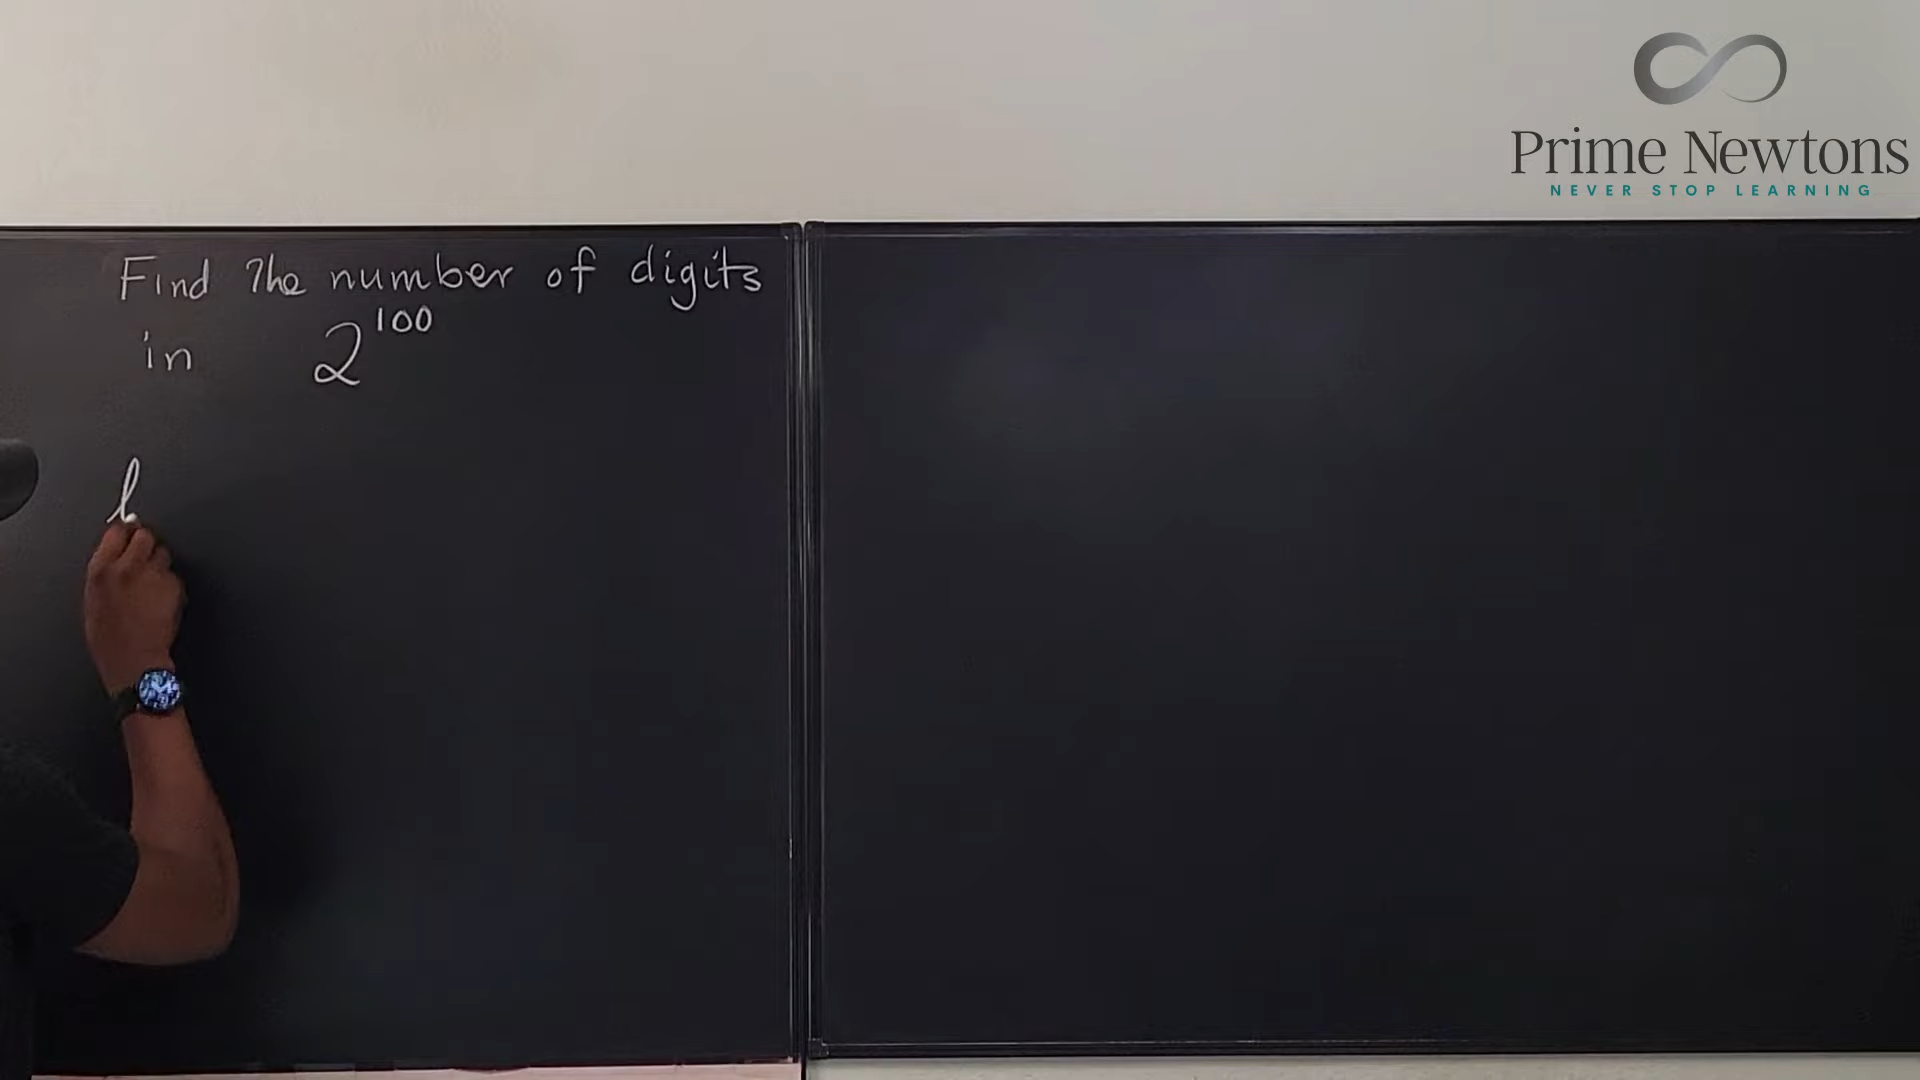 Prime Newtons
NEVER STOP LEARNING
Find The number of digits
in 2^100
l